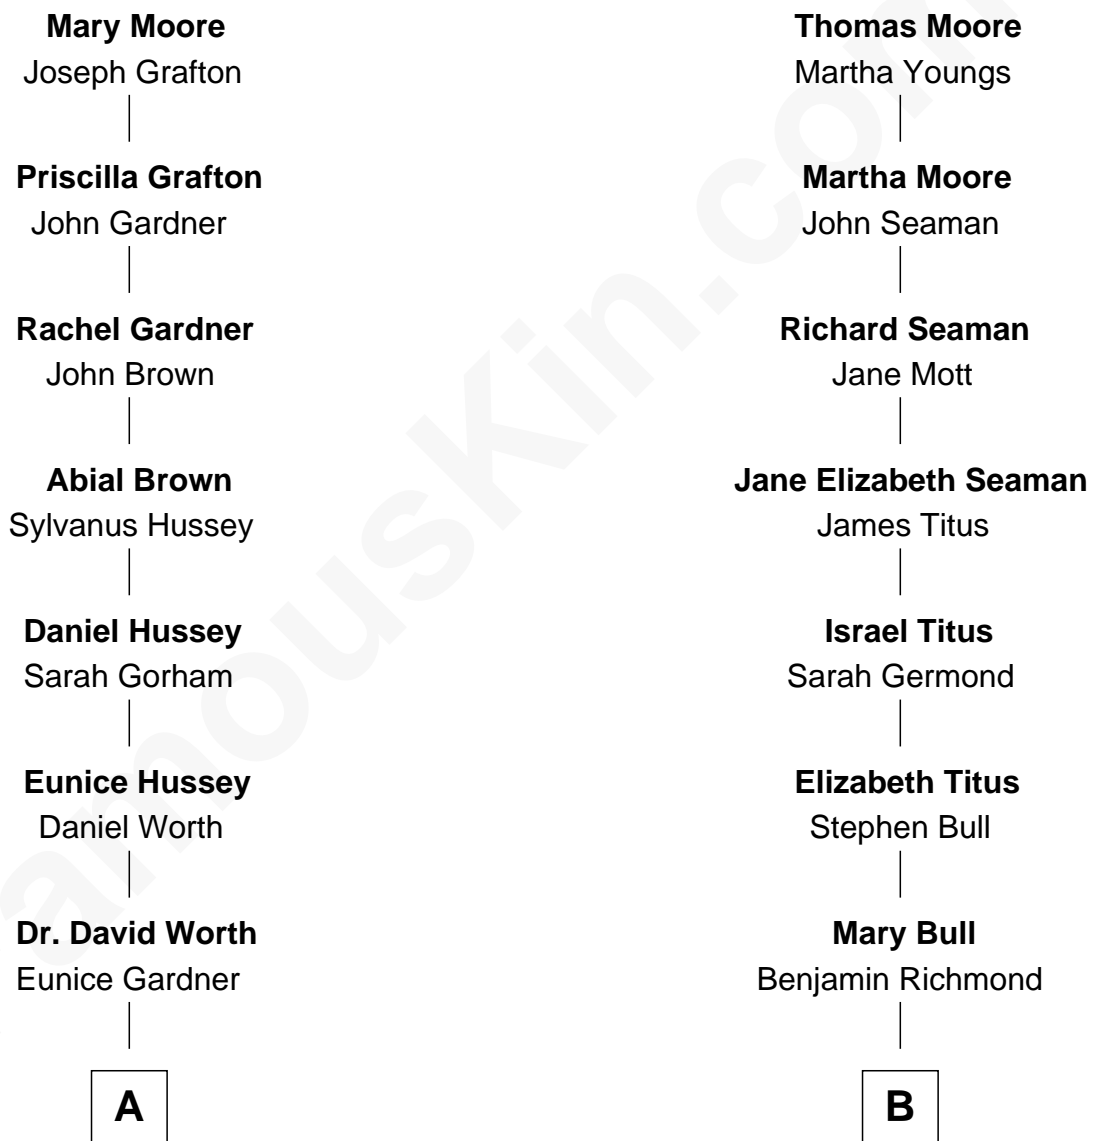 Mary Moore
Joseph Grafton
Priscilla Grafton
John Gardner
Rachel Gardner
John Brown
Abial Brown
Sylvanus Hussey
Daniel Hussey
Sarah Gorham
Eunice Hussey
Daniel Worth
Dr. David Worth
Eunice Gardner
A
Thomas Moore
Martha Youngs
Martha Moore
John Seaman
Richard Seaman
Jane Mott
Jane Elizabeth Seaman
James Titus
Israel Titus
Sarah Germond
Elizabeth Titus
Stephen Bull
Mary Bull
Benjamin Richmond
B
amousKin.com